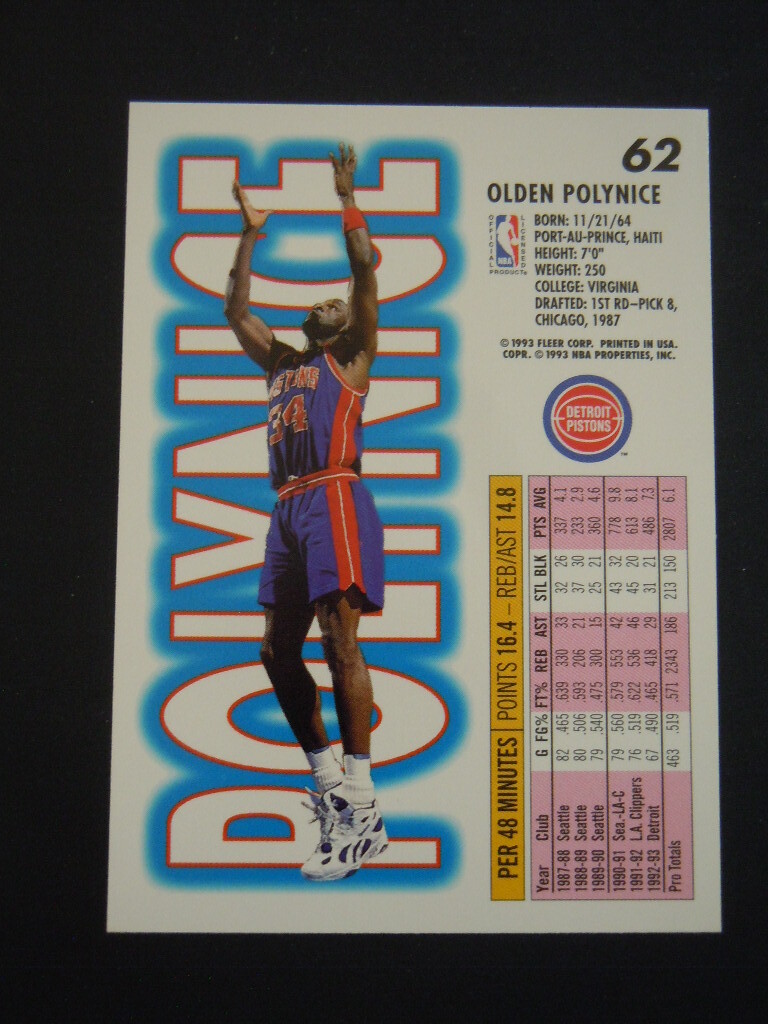 62
OLDEN POLYNICE
OFFICIAL LICENSED
NBA
PRODUCT
BORN: 11/21/64
PORT-AU-PRINCE, HAITI
HEIGHT: 7'0"
WEIGHT: 250
COLLEGE: VIRGINIA
DRAFTED: 1ST RD–PICK 8,
CHICAGO, 1987
© 1993 FLEER CORP. PRINTED IN USA.
COPR. © 1993 NBA PROPERTIES, INC.
DETROIT
PISTONS
TM
POLYNICE
34
PER 48 MINUTES | POINTS 16.4 – REB/AST 14.8
Year Club G FG% FT% REB AST STL BLK PTS AVG
1987-88 Seattle 82 .465 .639 330 33 32 26 337 4.1
1988-89 Seattle 80 .506 .593 206 21 37 30 233 2.9
1989-90 Seattle 79 .540 .475 300 15 25 21 360 4.6
1990-91 Sea.-LA-C 79 .560 .579 553 42 43 32 778 9.8
1991-92 L.A. Clippers 76 .519 .622 536 46 45 20 613 8.1
1992-93 Detroit 67 .490 .465 418 29 31 21 486 7.3
Pro Totals 463 .519 .571 2343 186 213 150 2807 6.1